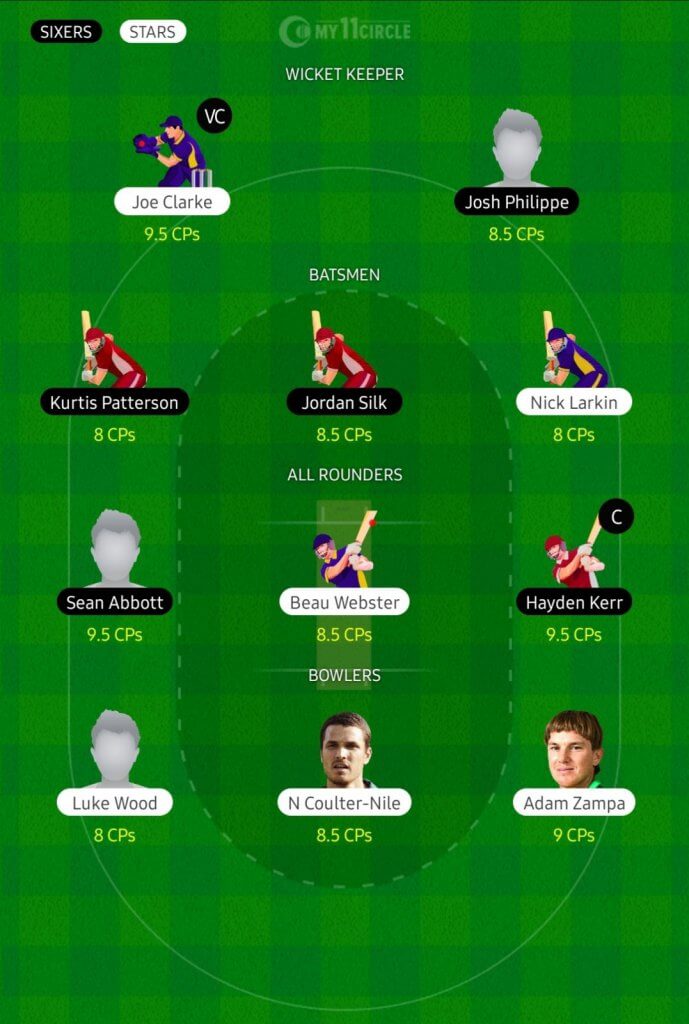 SIXERS STARS MY11CIRCLE
WICKET KEEPER
VC
Joe Clarke Josh Philippe
9.5 CPs 8.5 CPs
BATSMEN
Kurtis Patterson Jordan Silk Nick Larkin
8 CPs 8.5 CPs 8 CPs
ALL ROUNDERS
C
Sean Abbott Beau Webster Hayden Kerr
9.5 CPs 8.5 CPs 9.5 CPs
BOWLERS
Luke Wood N Coulter-Nile Adam Zampa
8 CPs 8.5 CPs 9 CPs